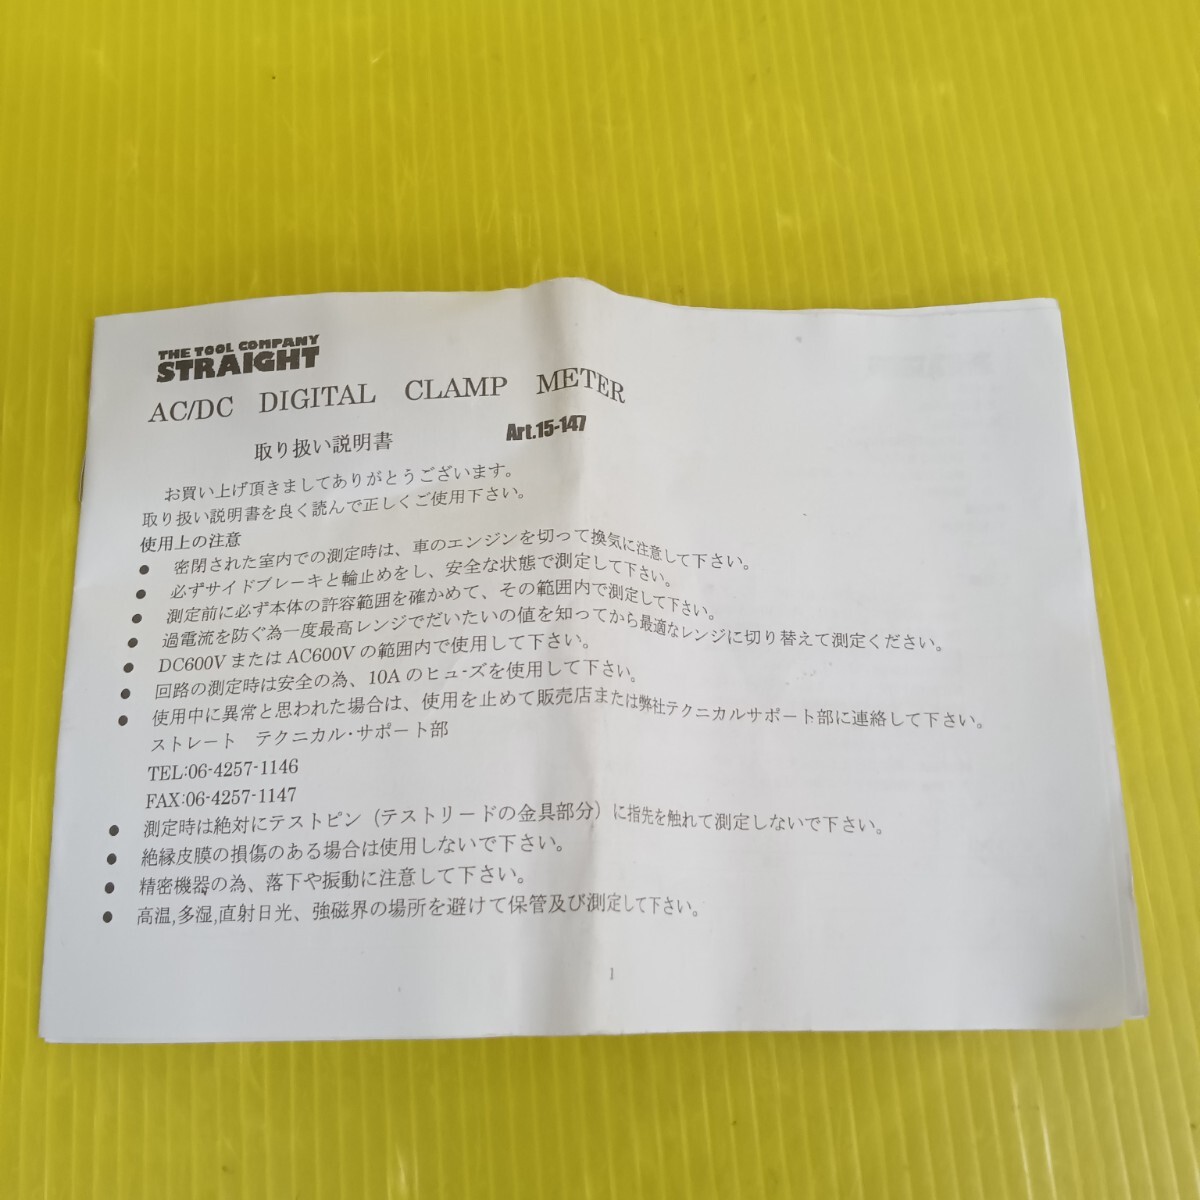 THE TOOL COMPANY
STRAIGHT
AC/DC DIGITAL CLAMP METER
取り扱い説明書 Art.15-147
お買い上げ頂きましてありがとうございます。
取り扱い説明書を良く読んで正しくご使用下さい。
使用上の注意
● 密閉された室内での測定時は、車のエンジンを切って換気に注意して下さい。
● 必ずサイドブレーキと輪止めをし、安全な状態で測定して下さい。
● 測定前に必ず本体の許容範囲を確かめて、その範囲内で測定して下さい。
● 過電流を防ぐ為一度最高レンジでだいたいの値を知ってから最適なレンジに切り替えて測定ください。
● DC600VまたはAC600Vの範囲内で使用して下さい。
● 回路の測定時は安全の為、10Aのヒュ-ズを使用して下さい。
● 使用中に異常と思われた場合は、使用を止めて販売店または弊社テクニカルサポート部に連絡して下さい。
ストレート テクニカル・サポート部
TEL:06-4257-1146
FAX:06-4257-1147
● 測定時は絶対にテストピン（テストリードの金具部分）に指先を触れて測定しないで下さい。
● 絶縁皮膜の損傷のある場合は使用しないで下さい。
● 精密機器の為、落下や振動に注意して下さい。
● 高温,多湿,直射日光、強磁界の場所を避けて保管及び測定して下さい。
1